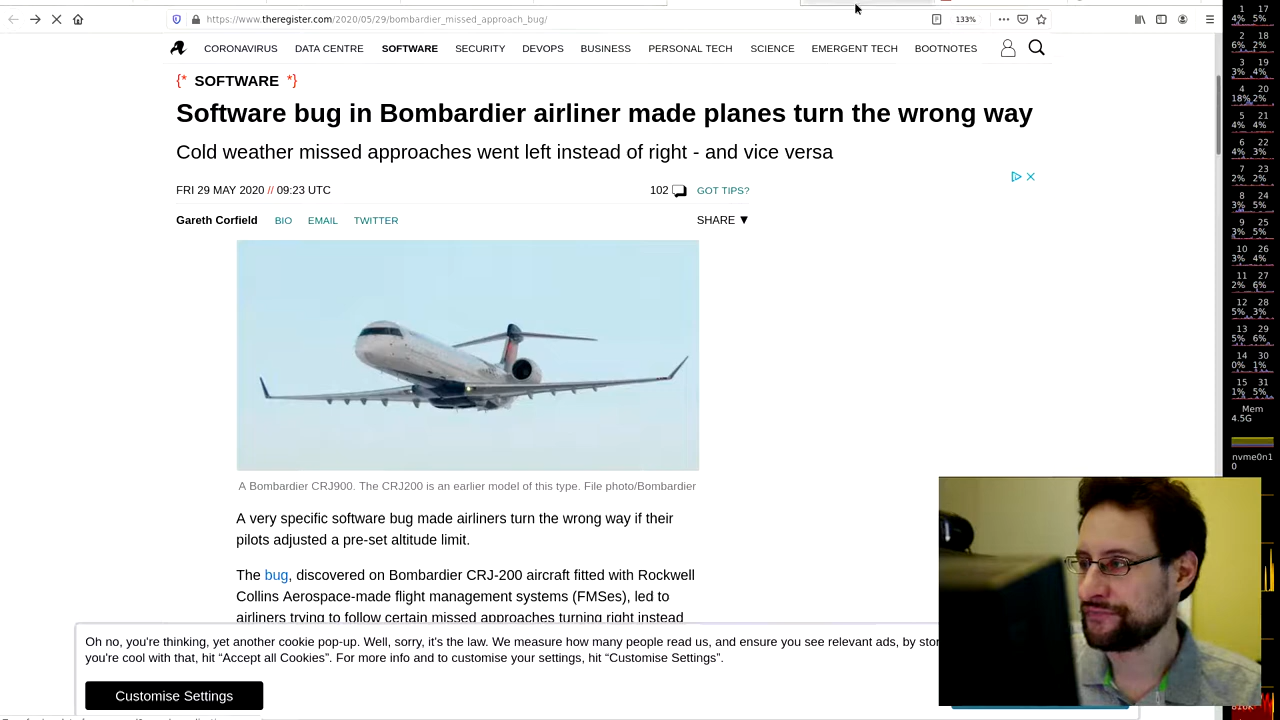 https://www.theregister.com/2020/05/29/bombardier_missed_approach_bug/
133%
CORONAVIRUS DATA CENTRE SOFTWARE SECURITY DEVOPS BUSINESS PERSONAL TECH SCIENCE EMERGENT TECH BOOTNOTES
{* SOFTWARE *}
Software bug in Bombardier airliner made planes turn the wrong way
Cold weather missed approaches went left instead of right - and vice versa
FRI 29 MAY 2020 // 09:23 UTC
102 GOT TIPS?
Gareth Corfield BIO EMAIL TWITTER
SHARE ▼
A Bombardier CRJ900. The CRJ200 is an earlier model of this type. File photo/Bombardier
A very specific software bug made airliners turn the wrong way if their
pilots adjusted a pre-set altitude limit.
The bug, discovered on Bombardier CRJ-200 aircraft fitted with Rockwell
Collins Aerospace-made flight management systems (FMSes), led to
airliners trying to follow certain missed approaches turning right instead
Oh no, you're thinking, yet another cookie pop-up. Well, sorry, it's the law. We measure how many people read us, and ensure you see relevant ads, by
you're cool with that, hit “Accept all Cookies”. For more info and to customise your settings, hit “Customise Settings”.
Customise Settings
1 17
4% 5%
2 18
6% 2%
3 19
3% 4%
4 20
18% 2%
5 21
4% 4%
6 22
4% 3%
7 23
2% 2%
8 24
3% 5%
9 25
3% 5%
10 26
3% 4%
11 27
2% 6%
12 28
5% 3%
13 29
5% 6%
14 30
0% 1%
15 31
1% 5%
Mem
4.5G
nvme0n1
0